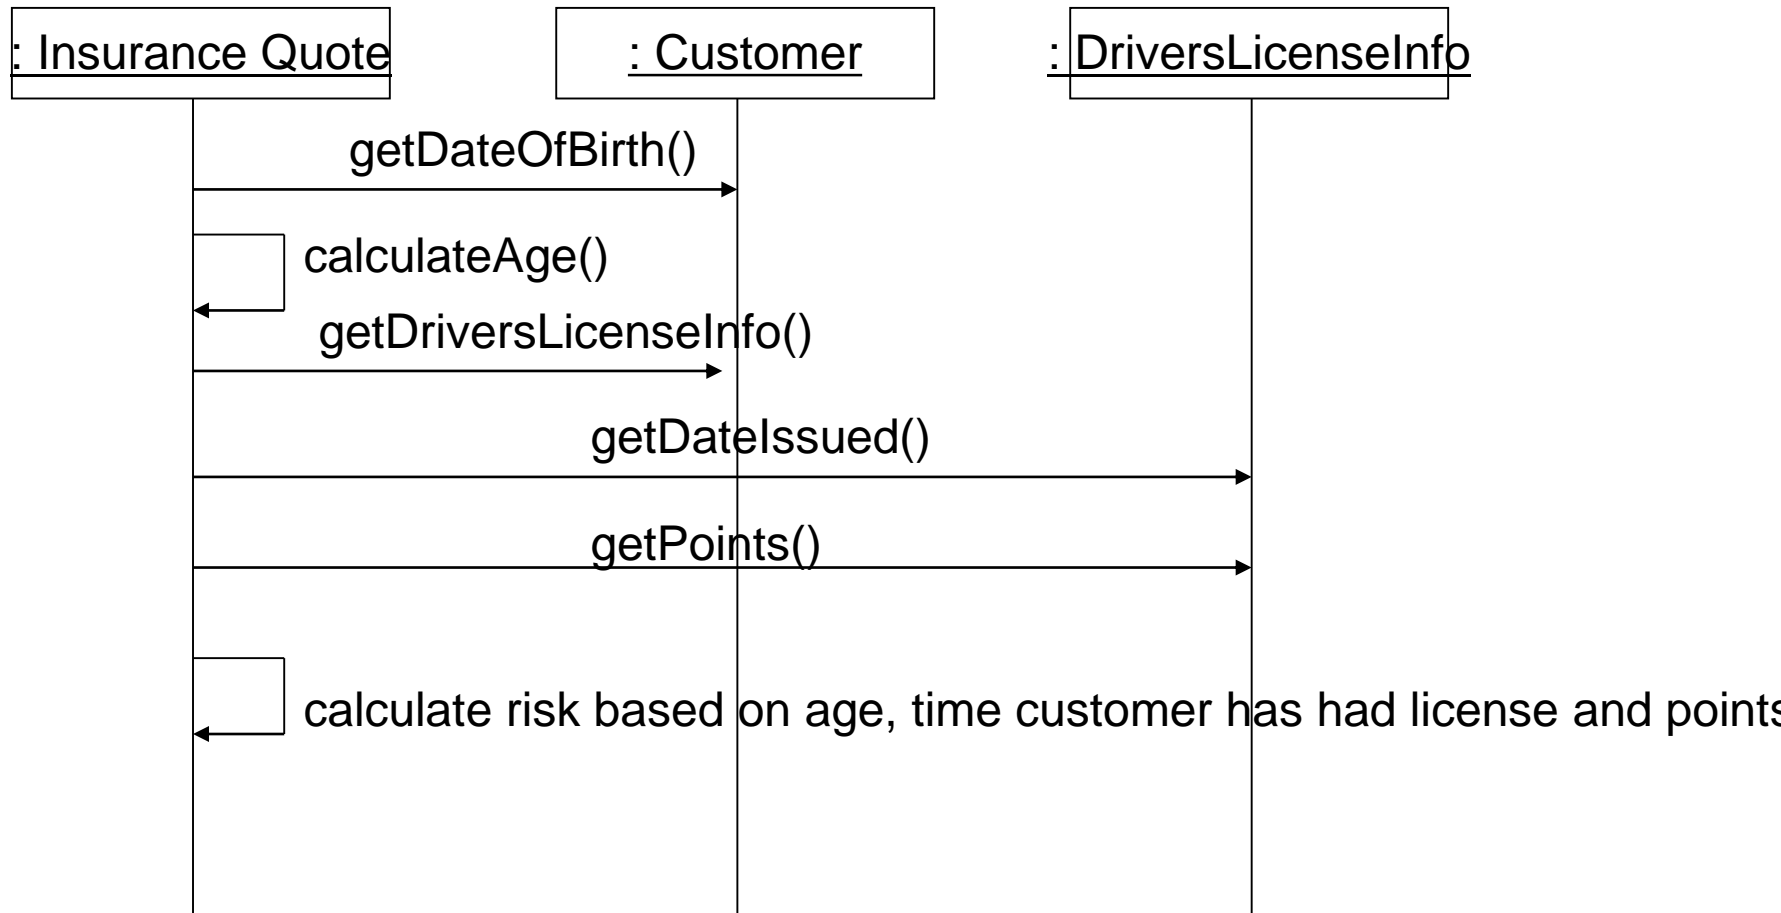 : Insurance Quote
: Customer
: DriversLicenseInfo
getDateOfBirth()
calculateAge()
getDriversLicenseInfo()
getDateIssued()
getPoints()
calculate risk based on age, time customer has had license and points